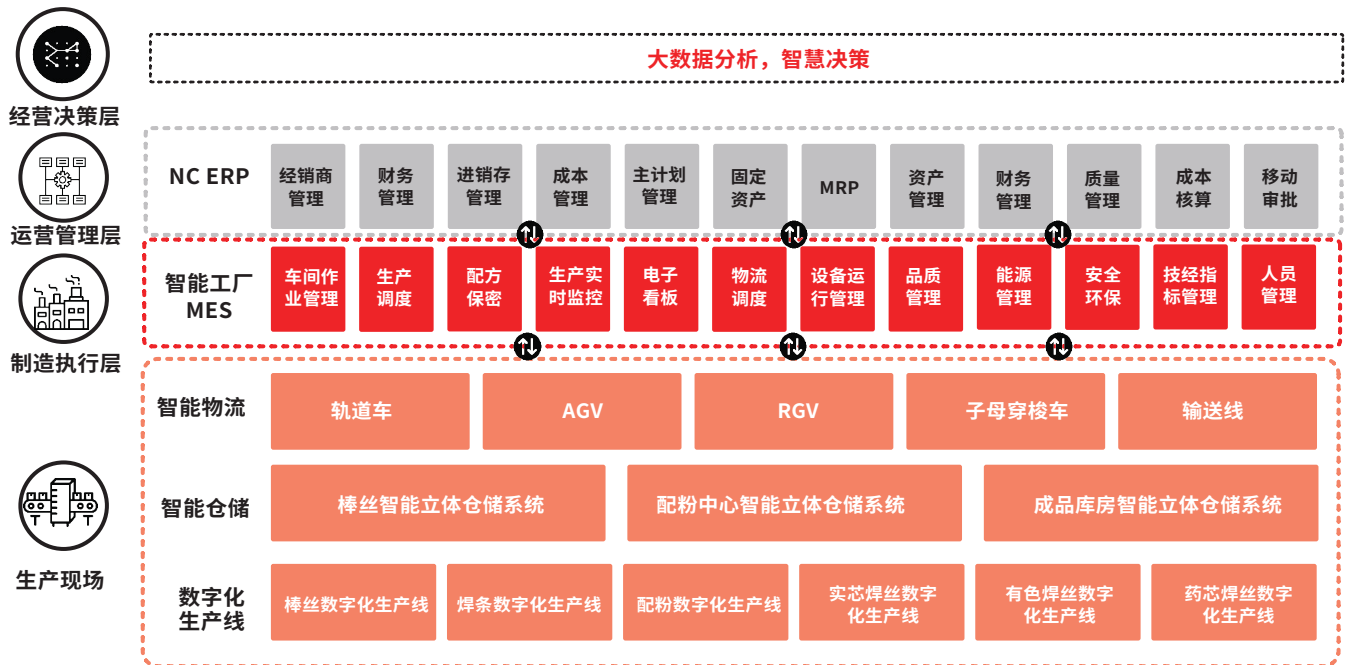 大数据分析，智慧决策
经营决策层
NC ERP
经销商
管理
财务
管理
进销存
管理
成本
管理
主计划
管理
固定
资产
MRP
资产
管理
财务
管理
质量
管理
成本
核算
移动
审批
运营管理层
智能工厂
MES
车间作
业管理
生产
调度
配方
保密
生产实
时监控
电子
看板
物流
调度
设备运
行管理
品质
管理
能源
管理
安全
环保
技经指
标管理
人员
管理
制造执行层
智能物流
轨道车
AGV
RGV
子母穿梭车
输送线
智能仓储
棒丝智能立体仓储系统
配粉中心智能立体仓储系统
成品库房智能立体仓储系统
生产现场
数字化
生产线
棒丝数字化生产线
焊条数字化生产线
配粉数字化生产线
实芯焊丝数字
化生产线
有色焊丝数字
化生产线
药芯焊丝数字
化生产线